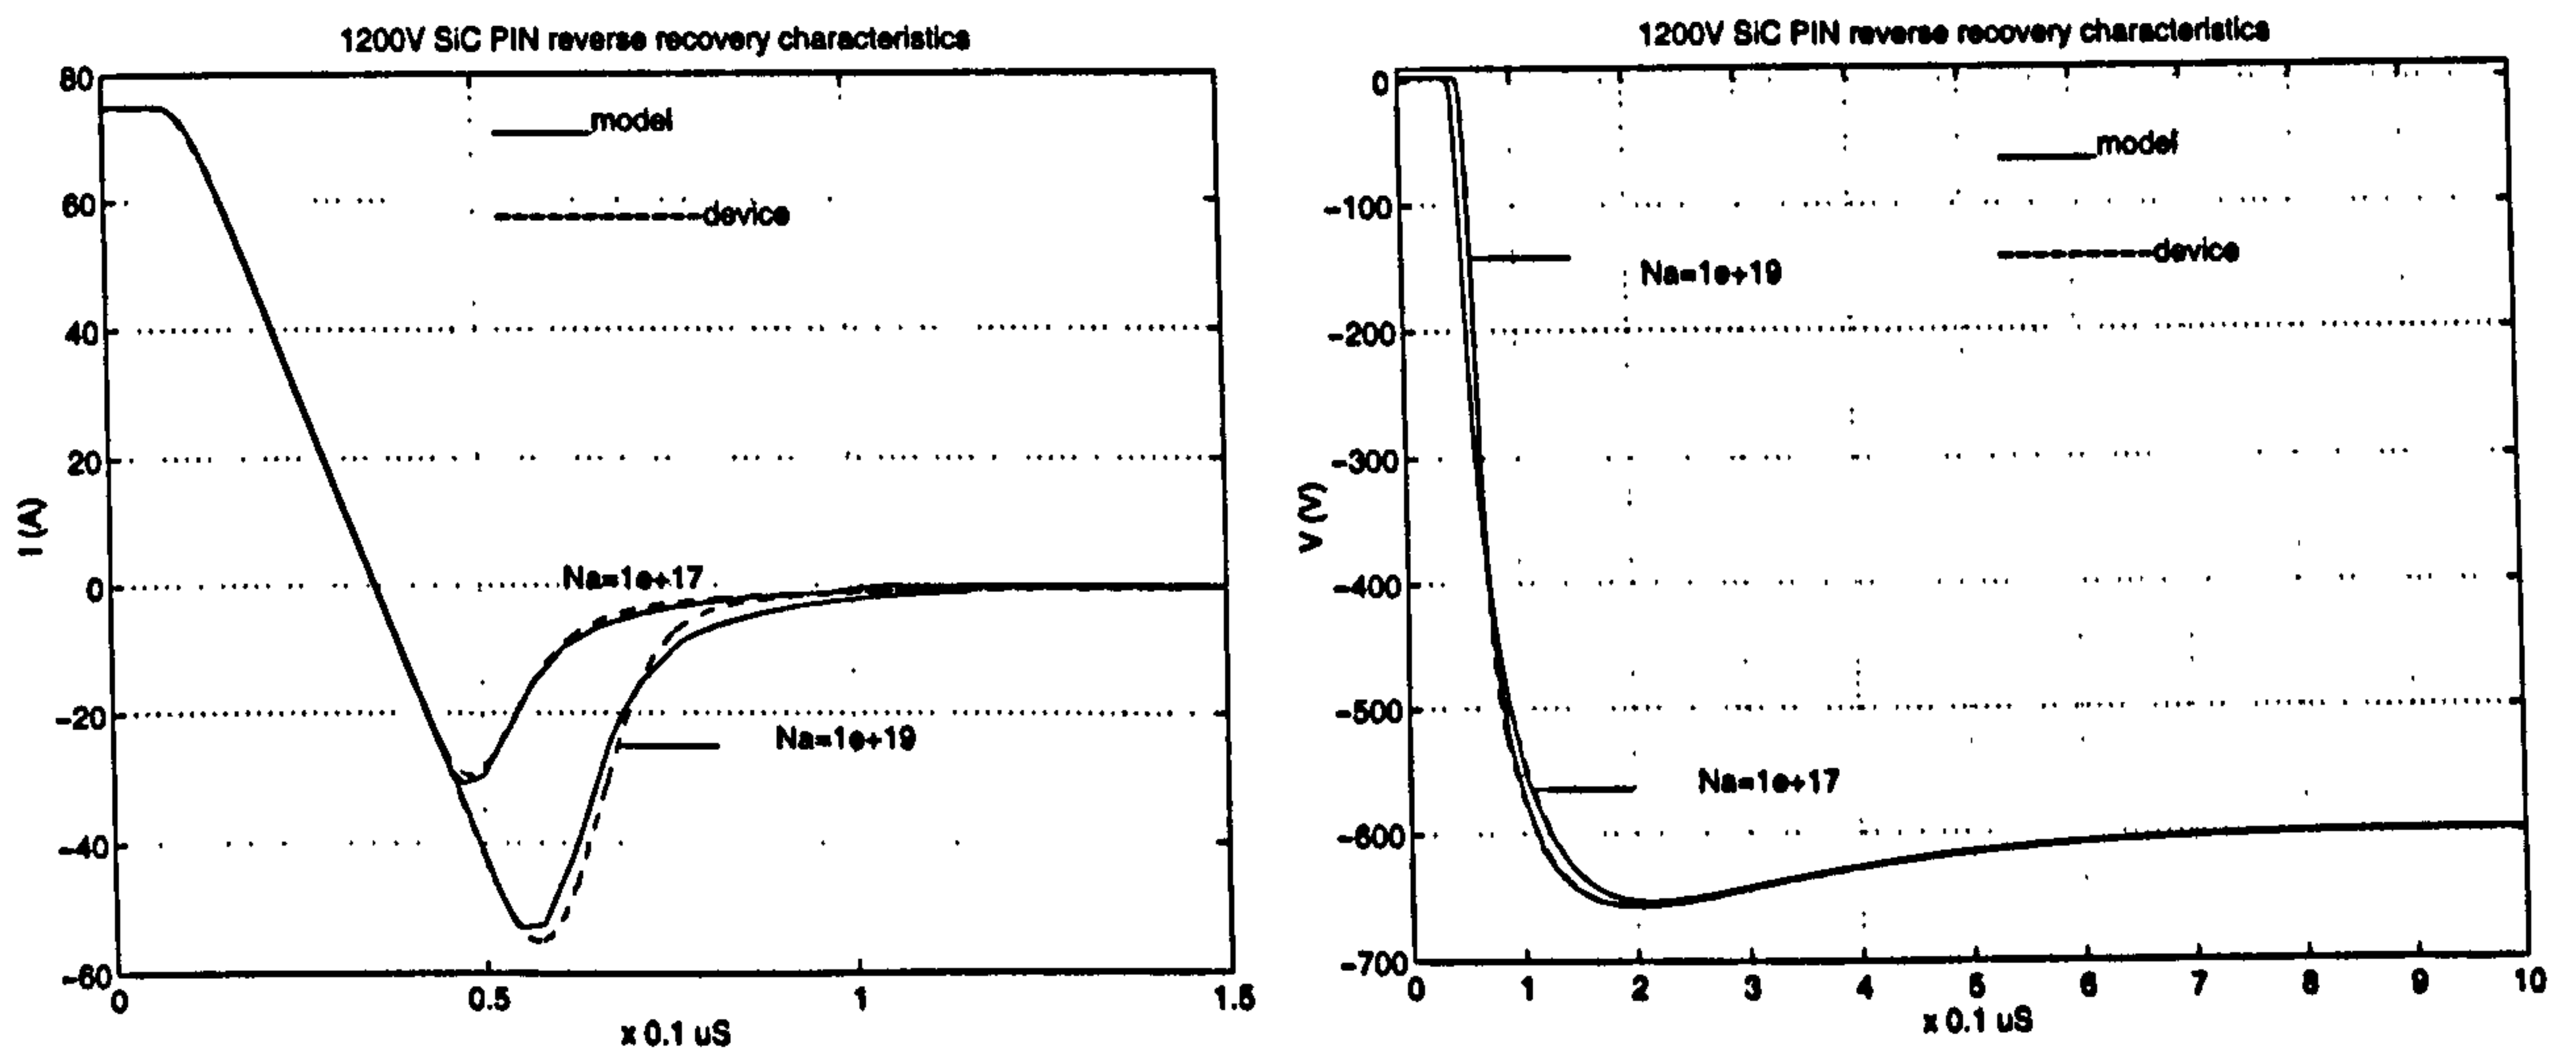 1200V SiC PIN reverse recovery characteristics
80
60
40
20
0
-20
-40
-60
I (A)
model
device
Na=1e+17
Na=1e+19
0
0.5
1
1.5
x 0.1 uS
1200V SiC PIN reverse recovery characteristics
0
-100
-200
-300
-400
-500
-600
-700
V (V)
model
device
Na=1e+19
Na=1e+17
0
1
2
3
4
5
6
7
8
9
10
x 0.1 uS